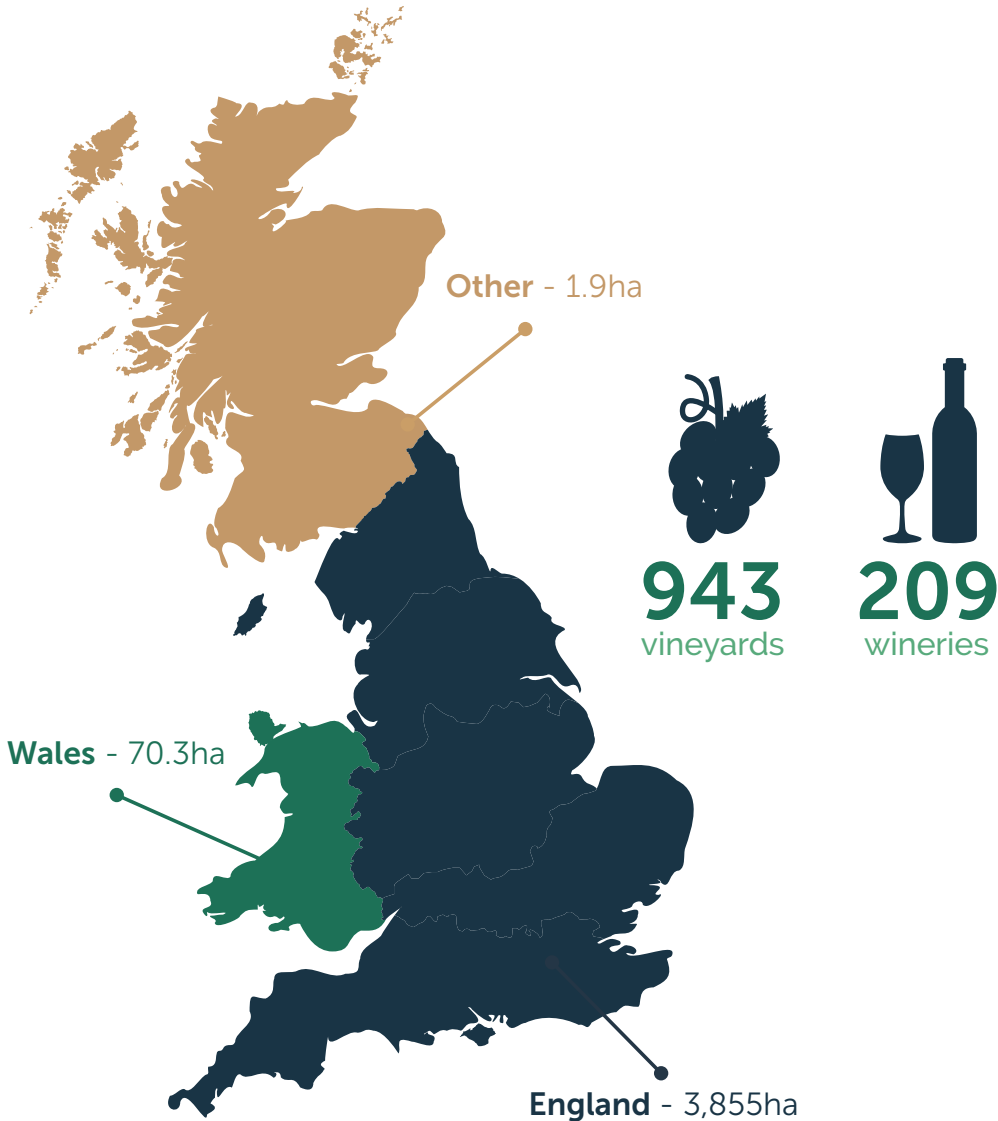 Other - 1.9ha
943
vineyards
209
wineries
Wales - 70.3ha
England - 3,855ha